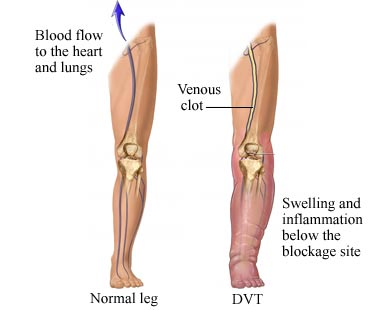 Blood flow
to the heart
and lungs
Venous
clot
Swelling and
inflammation
below the
blockage site
Normal leg
DVT